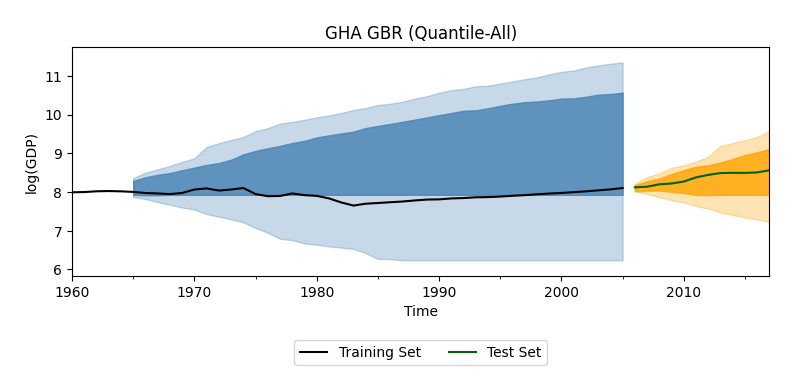 GHA GBR (Quantile-All)
log(GDP)
11
10
9
8
7
6
1960
1970
1980
1990
2000
2010
Time
Training Set
Test Set